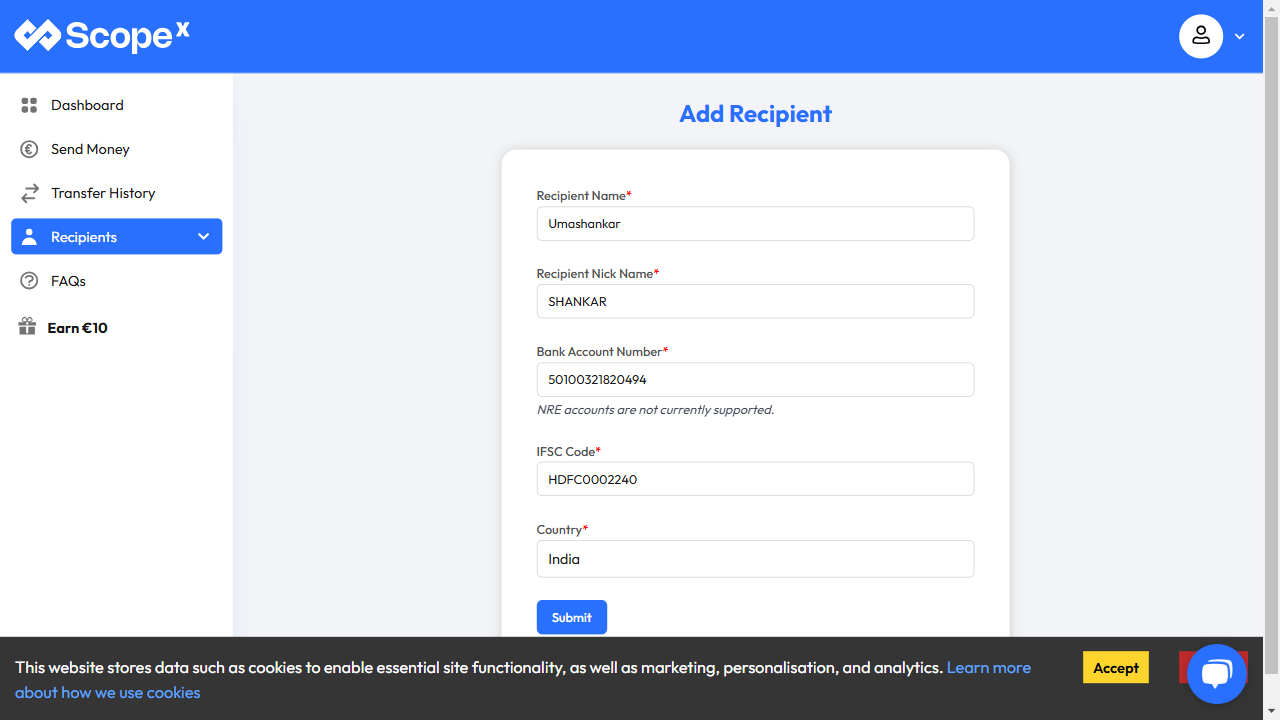 Scope x
Dashboard
Send Money
Transfer History
Recipients
FAQs
Earn €10
Add Recipient
Recipient Name*
Umashankar
Recipient Nick Name*
SHANKAR
Bank Account Number*
50100321820494
NRE accounts are not currently supported.
IFSC Code*
HDFC0002240
Country*
India
Submit
This website stores data such as cookies to enable essential site functionality, as well as marketing, personalisation, and analytics. Learn more
about how we use cookies
Accept